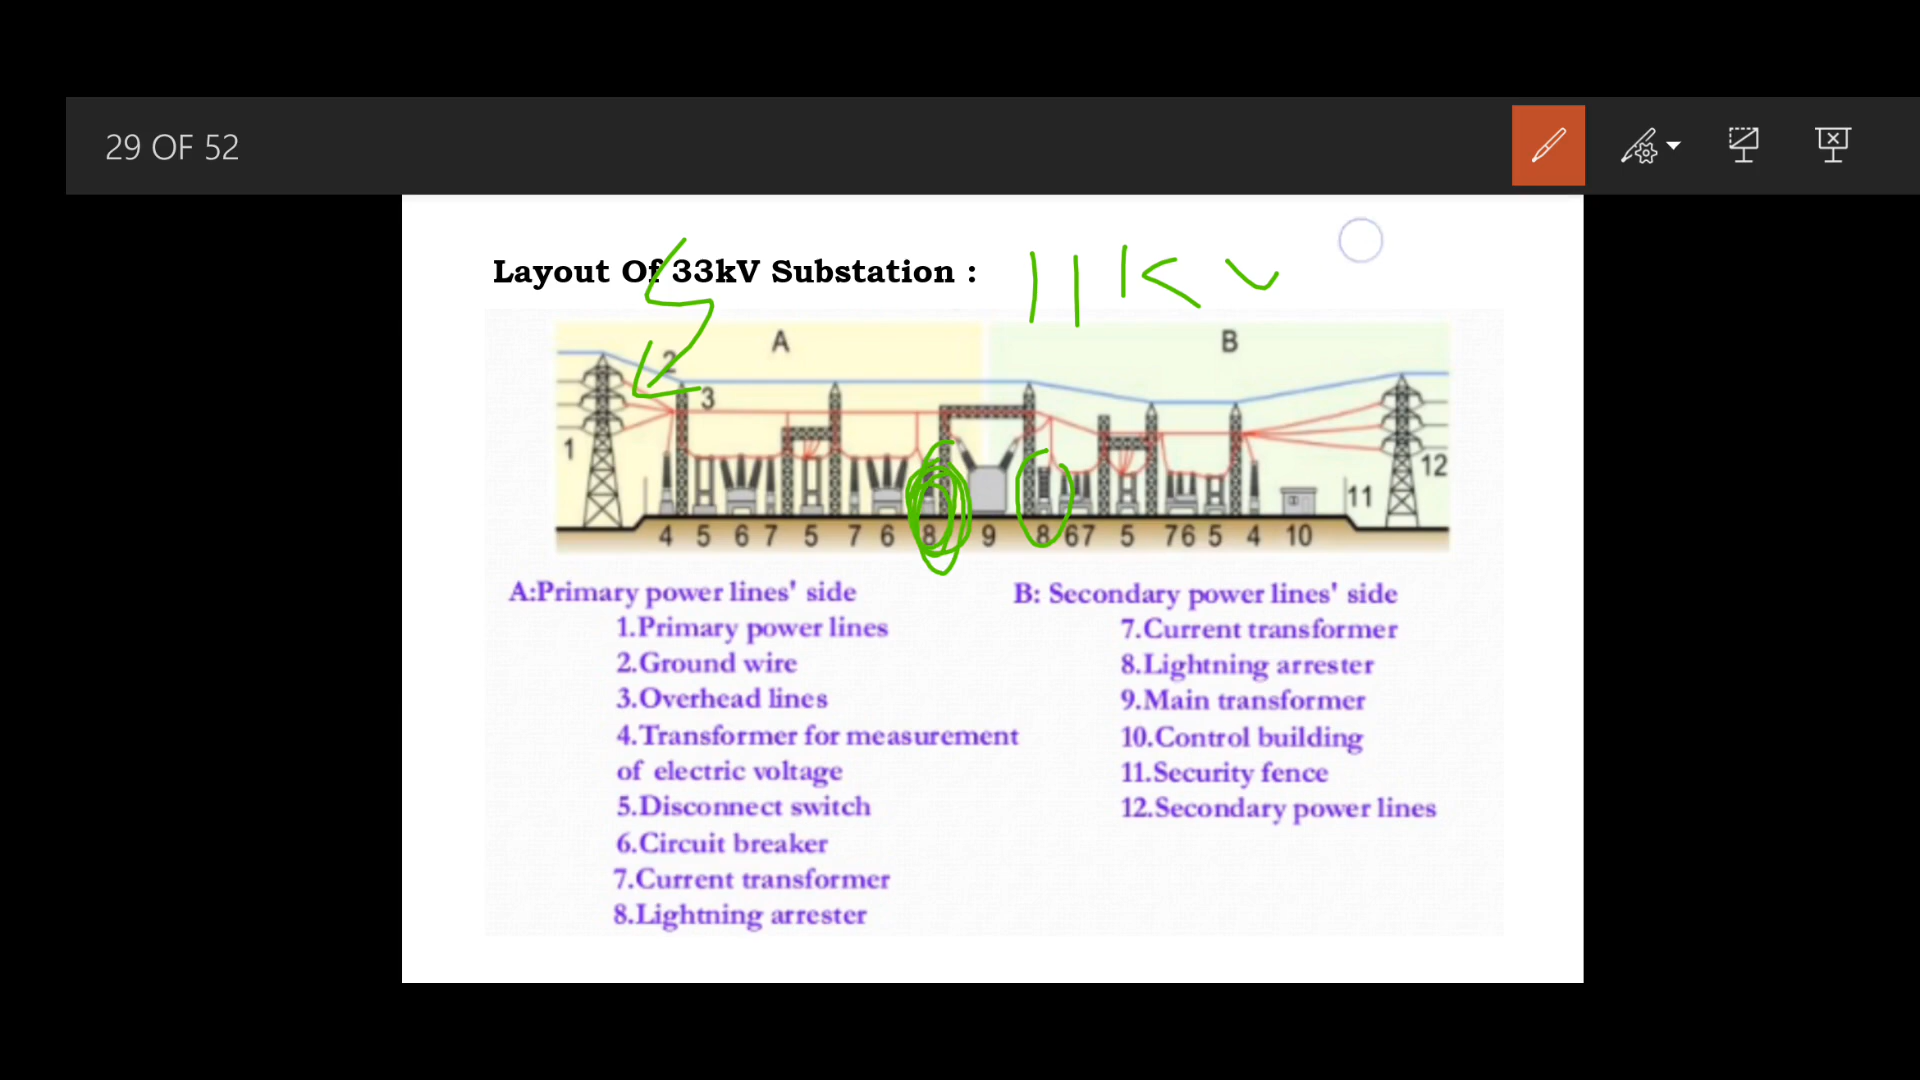 29 OF 52
Layout Of 33kV Substation :
11KV
A
B
2
3
1
12
11
4 5 6 7 5 7 6 8 9 8 6 7 5 7 6 5 4 10
A:Primary power lines' side
1.Primary power lines
2.Ground wire
3.Overhead lines
4.Transformer for measurement
of electric voltage
5.Disconnect switch
6.Circuit breaker
7.Current transformer
8.Lightning arrester
B: Secondary power lines' side
7.Current transformer
8.Lightning arrester
9.Main transformer
10.Control building
11.Security fence
12.Secondary power lines